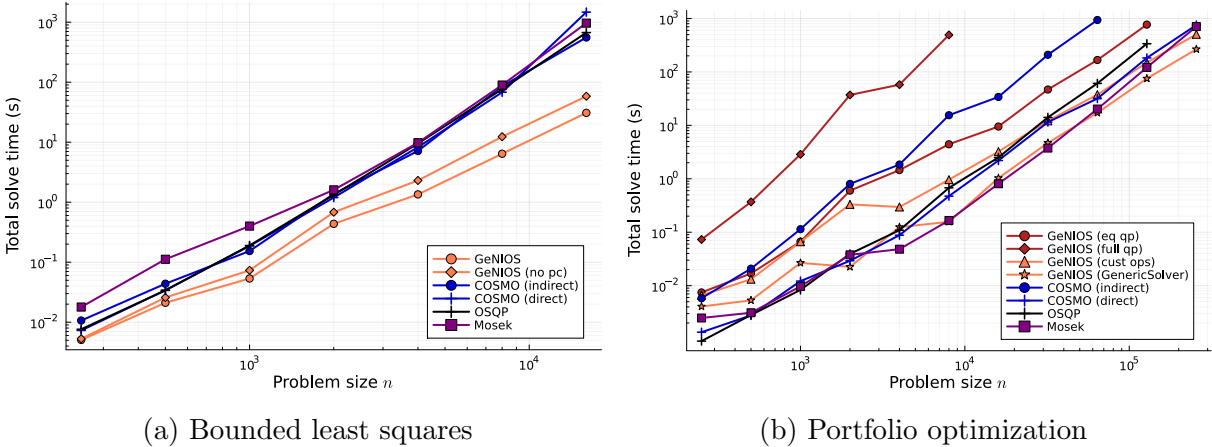 10³
10²
10¹
10⁰
10⁻¹
10⁻²
Total solve time (s)
GeNIOS
GeNIOS (no pc)
COSMO (indirect)
COSMO (direct)
OSQP
Mosek
10³
10⁴
Problem size n
(a) Bounded least squares
10³
10²
10¹
10⁰
10⁻¹
10⁻²
10⁻³
Total solve time (s)
GeNIOS (eq qp)
GeNIOS (full qp)
GeNIOS (cust ops)
GeNIOS (GenericSolver)
COSMO (indirect)
COSMO (direct)
OSQP
Mosek
10³
10⁴
10⁵
Problem size n
(b) Portfolio optimization